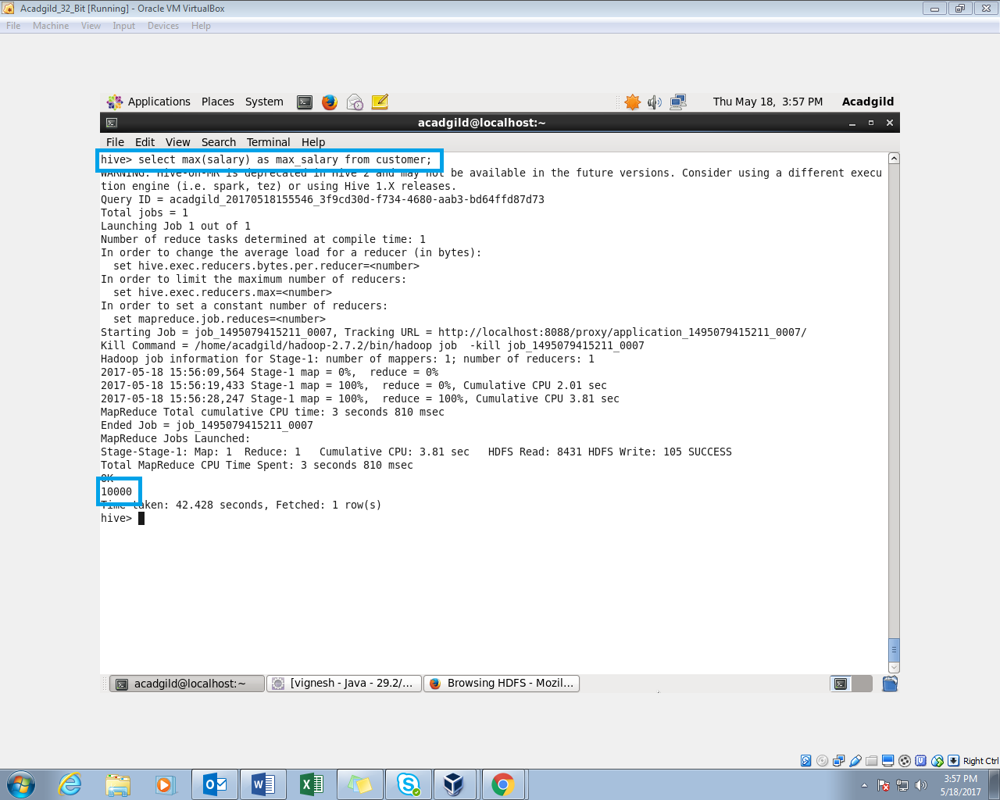 Acadgild_32_Bit [Running] - Oracle VM VirtualBox
File Machine View Input Devices Help
Applications Places System Thu May 18, 3:57 PM Acadgild
acadgild@localhost:~
File Edit View Search Terminal Help
hive> select max(salary) as max_salary from customer;
WARNING: Hive-on-MR is deprecated in Hive 2 and may not be available in the future versions. Consider using a different execu
tion engine (i.e. spark, tez) or using Hive 1.X releases.
Query ID = acadgild_20170518155546_3f9cd30d-f734-4680-aab3-bd64ffd87d73
Total jobs = 1
Launching Job 1 out of 1
Number of reduce tasks determined at compile time: 1
In order to change the average load for a reducer (in bytes):
  set hive.exec.reducers.bytes.per.reducer=<number>
In order to limit the maximum number of reducers:
  set hive.exec.reducers.max=<number>
In order to set a constant number of reducers:
  set mapreduce.job.reduces=<number>
Starting Job = job_1495079415211_0007, Tracking URL = http://localhost:8088/proxy/application_1495079415211_0007/
Kill Command = /home/acadgild/hadoop-2.7.2/bin/hadoop job  -kill job_1495079415211_0007
Hadoop job information for Stage-1: number of mappers: 1; number of reducers: 1
2017-05-18 15:56:09,564 Stage-1 map = 0%,  reduce = 0%
2017-05-18 15:56:19,433 Stage-1 map = 100%,  reduce = 0%, Cumulative CPU 2.01 sec
2017-05-18 15:56:28,247 Stage-1 map = 100%,  reduce = 100%, Cumulative CPU 3.81 sec
MapReduce Total cumulative CPU time: 3 seconds 810 msec
Ended Job = job_1495079415211_0007
MapReduce Jobs Launched:
Stage-Stage-1: Map: 1  Reduce: 1   Cumulative CPU: 3.81 sec   HDFS Read: 8431 HDFS Write: 105 SUCCESS
Total MapReduce CPU Time Spent: 3 seconds 810 msec
OK
10000
Time taken: 42.428 seconds, Fetched: 1 row(s)
hive>
acadgild@localhost:~ [vignesh - Java - 29.2/... Browsing HDFS - Mozil...
Right Ctrl
3:57 PM
5/18/2017